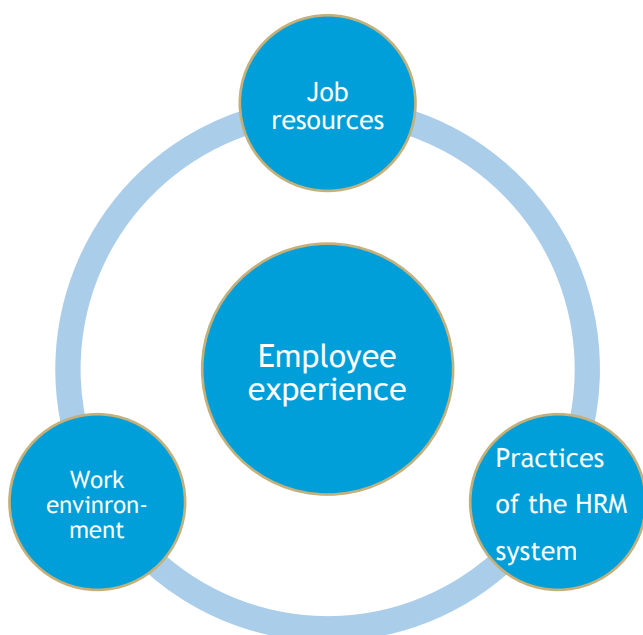 Job
resources
Employee
experience
Work
envinron-
ment
Practices
of the HRM
system